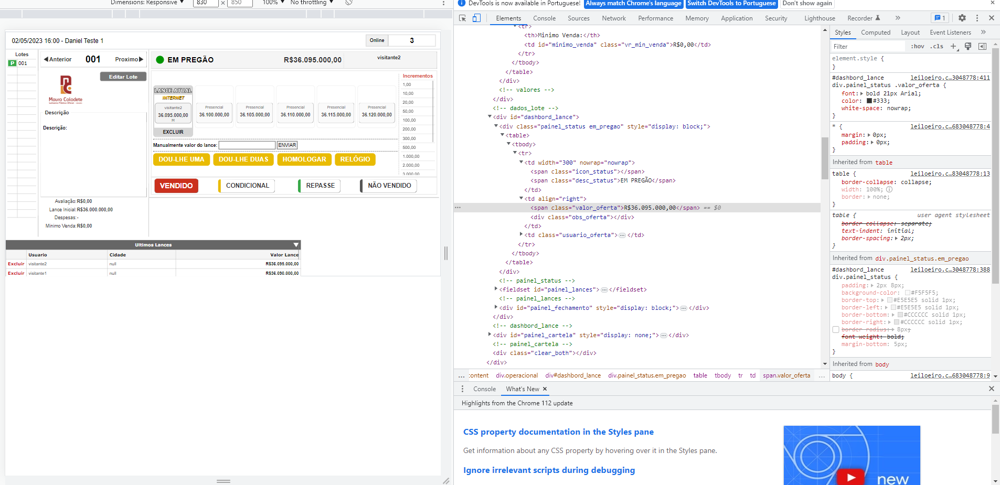 Dimensions: Responsive ▼ 830 × 850 100% ▼ No throttling ▼
02/05/2023 16:00 - Daniel Teste 1
Online 3
Lotes
P 001
Anterior 001 Proximo
Editar Lote
Mauro Colodete
Descrição
Descrição:
Avaliação: R$0,00
Lance Inicial: R$36.000.000,00
Despesas: -
Minimo Venda: R$0,00
EM PREGÃO R$36.095.000,00 visitante2
LANCE ATUAL
INTERNET
visitante2
36.095.000,00
M
EXCLUIR
Presencial
36.100.000,00
Presencial
36.105.000,00
Presencial
36.110.000,00
Presencial
36.115.000,00
Presencial
36.120.000,00
Incrementos
1,00
10,00
20,00
50,00
100,00
200,00
300,00
500,00
1.000,00
2.000,00
3.000,00
Manualmente valor do lance: ENVIAR
DOU-LHE UMA DOU-LHE DUAS HOMOLOGAR RELÓGIO
VENDIDO CONDICIONAL REPASSE NÃO VENDIDO
Ultimos Lances
Usuario Cidade Valor Lance
Excluir visitante2 null R$36.095.000,00
Excluir visitante1 null R$36.090.000,00
DevTools is now available in Portuguese! Always match Chrome's language Switch DevTools to Portuguese Don't show again
Elements Console Sources Network Performance Memory Application Security Lighthouse Recorder » 1
<tr>
<th>Minimo Venda:</th>
<td id="minimo_venda" class="vr_min_venda">R$0,00</td>
</tr>
</tbody>
</table>
</div>
<!-- valores -->
</div>
<!-- dados_lote -->
<div id="dashbord_lance">
<div class="painel_status em_pregao" style="display: block;">
<table>
<tbody>
<tr>
<td width="300" nowrap="nowrap">
<span class="icon_status"></span>
<span class="desc_status">EM PREGÃO</span>
</td>
<td align="right">
<span class="valor_oferta">R$36.095.000,00</span> == $0
<div class="obs_oferta"></div>
</td>
<td class="usuario_oferta">…</td>
</tr>
</tbody>
</table>
</div>
<!-- painel_status -->
<fieldset id="painel_lances">…</fieldset>
<!-- painel_lances -->
<div id="painel_fechamento" style="display: block;">…</div>
</div>
<!-- dashbord_lance -->
<div id="painel_cartela" style="display: none;">…</div>
<!-- painel_cartela -->
<div class="clear_both"></div>
</div>
... content div.operacional div#dashbord_lance div.painel_status.em_pregao table tbody tr td span.valor_oferta ...
Styles Computed Layout Event Listeners »
Filter :hov .cls +
element.style {
}
#dashbord_lance leiloeiro.c…3048778:411
div.painel_status .valor_oferta {
font: bold 21px Arial;
color: #333;
white-space: nowrap;
}
* { leiloeiro.c…683048778:4
margin: 0px;
padding: 0px;
}
Inherited from table
table { leiloeiro.c…83048778:13
border-collapse: collapse;
width: 100%;
border: none;
}
table { user agent stylesheet
border-collapse: separate;
text-indent: initial;
border-spacing: 2px;
}
Inherited from div.painel_status.em_pregao
#dashbord_lance leiloeiro.c…3048778:388
div.painel_status {
padding: 2px 8px;
background-color: #F5F5F5;
border-top: #E5E5E5 solid 1px;
border-left: #E5E5E5 solid 1px;
border-bottom: #CCCCCC solid 1px;
border-right: #CCCCCC solid 1px;
border-radius: 8px;
font-weight: bold;
margin-bottom: 5px;
}
Inherited from body
body { leiloeiro.c…683048778:9
Console What's New ×
Highlights from the Chrome 112 update
CSS property documentation in the Styles pane
Get information about any CSS property by hovering over it in the Styles pane.
Ignore irrelevant scripts during debugging
new